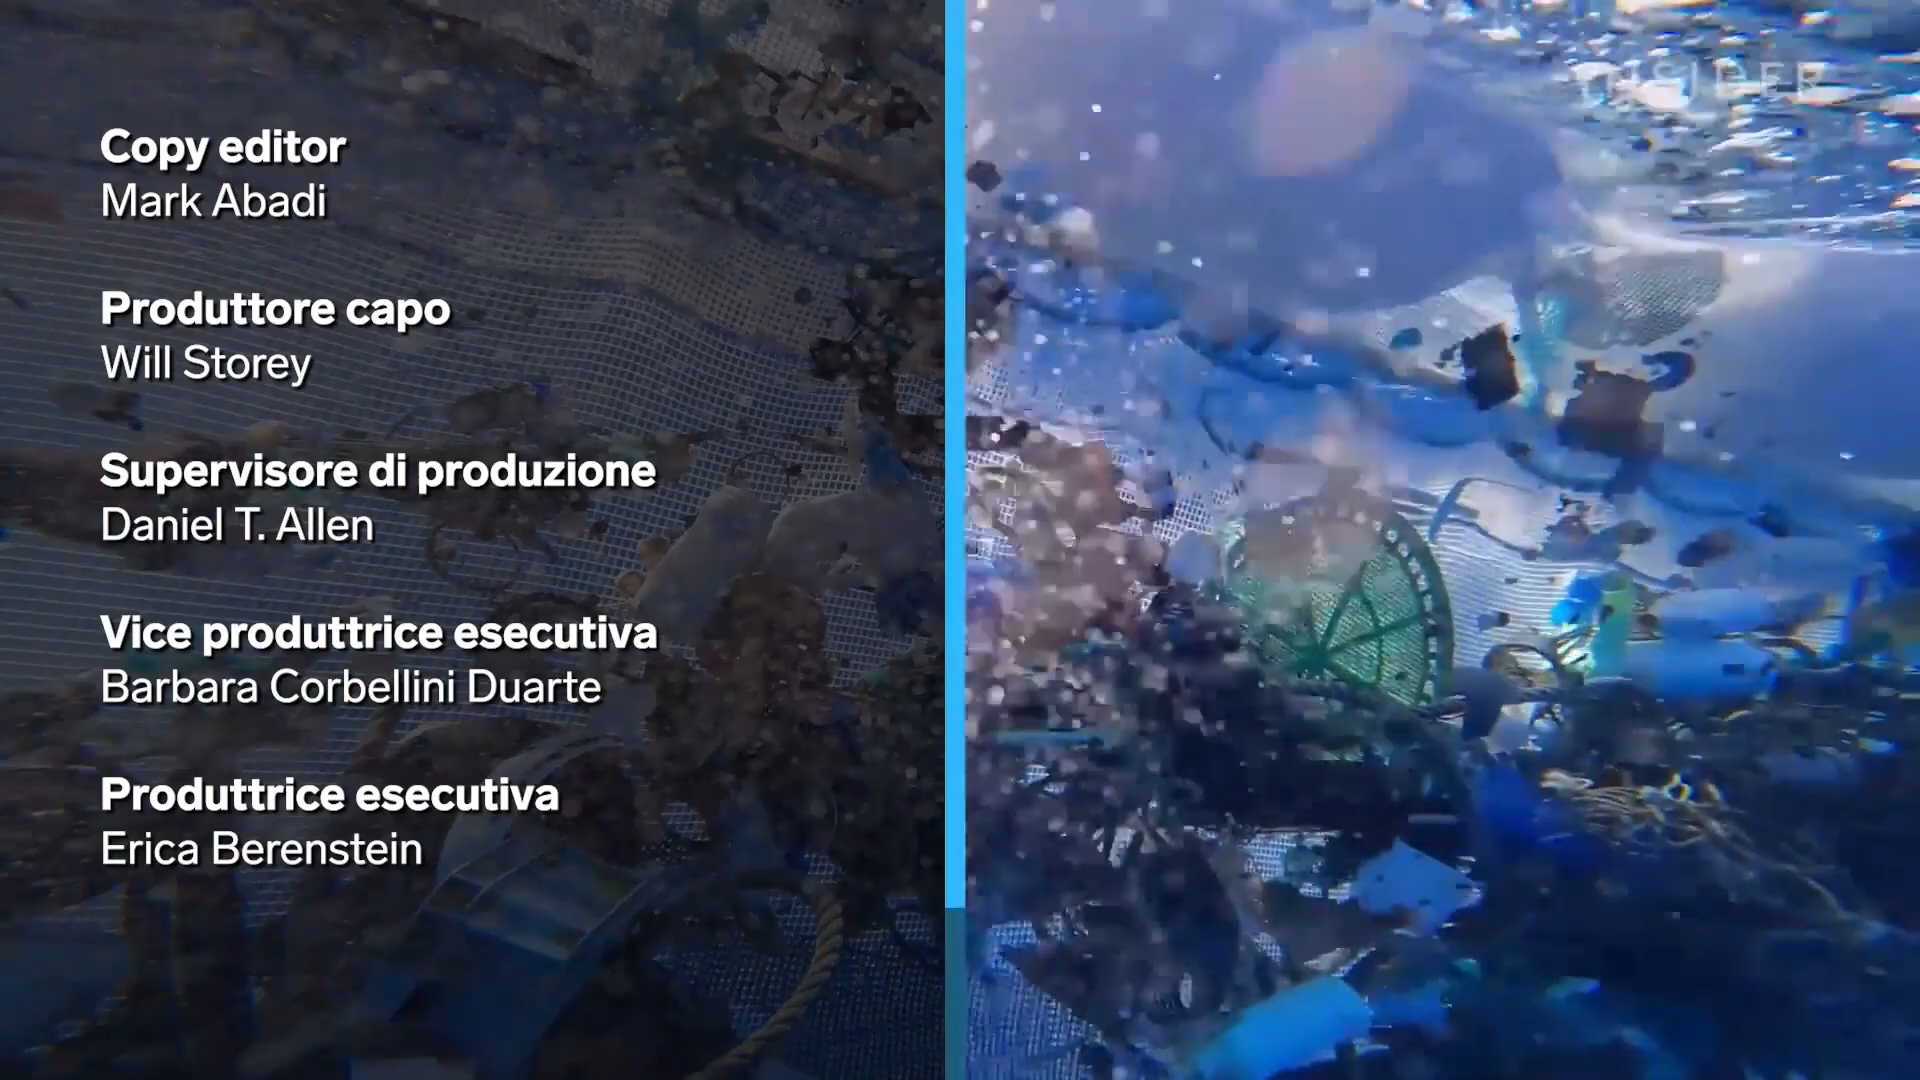 INSIDER
Copy editor
Mark Abadi
Produttore capo
Will Storey
Supervisore di produzione
Daniel T. Allen
Vice produttrice esecutiva
Barbara Corbellini Duarte
Produttrice esecutiva
Erica Berenstein